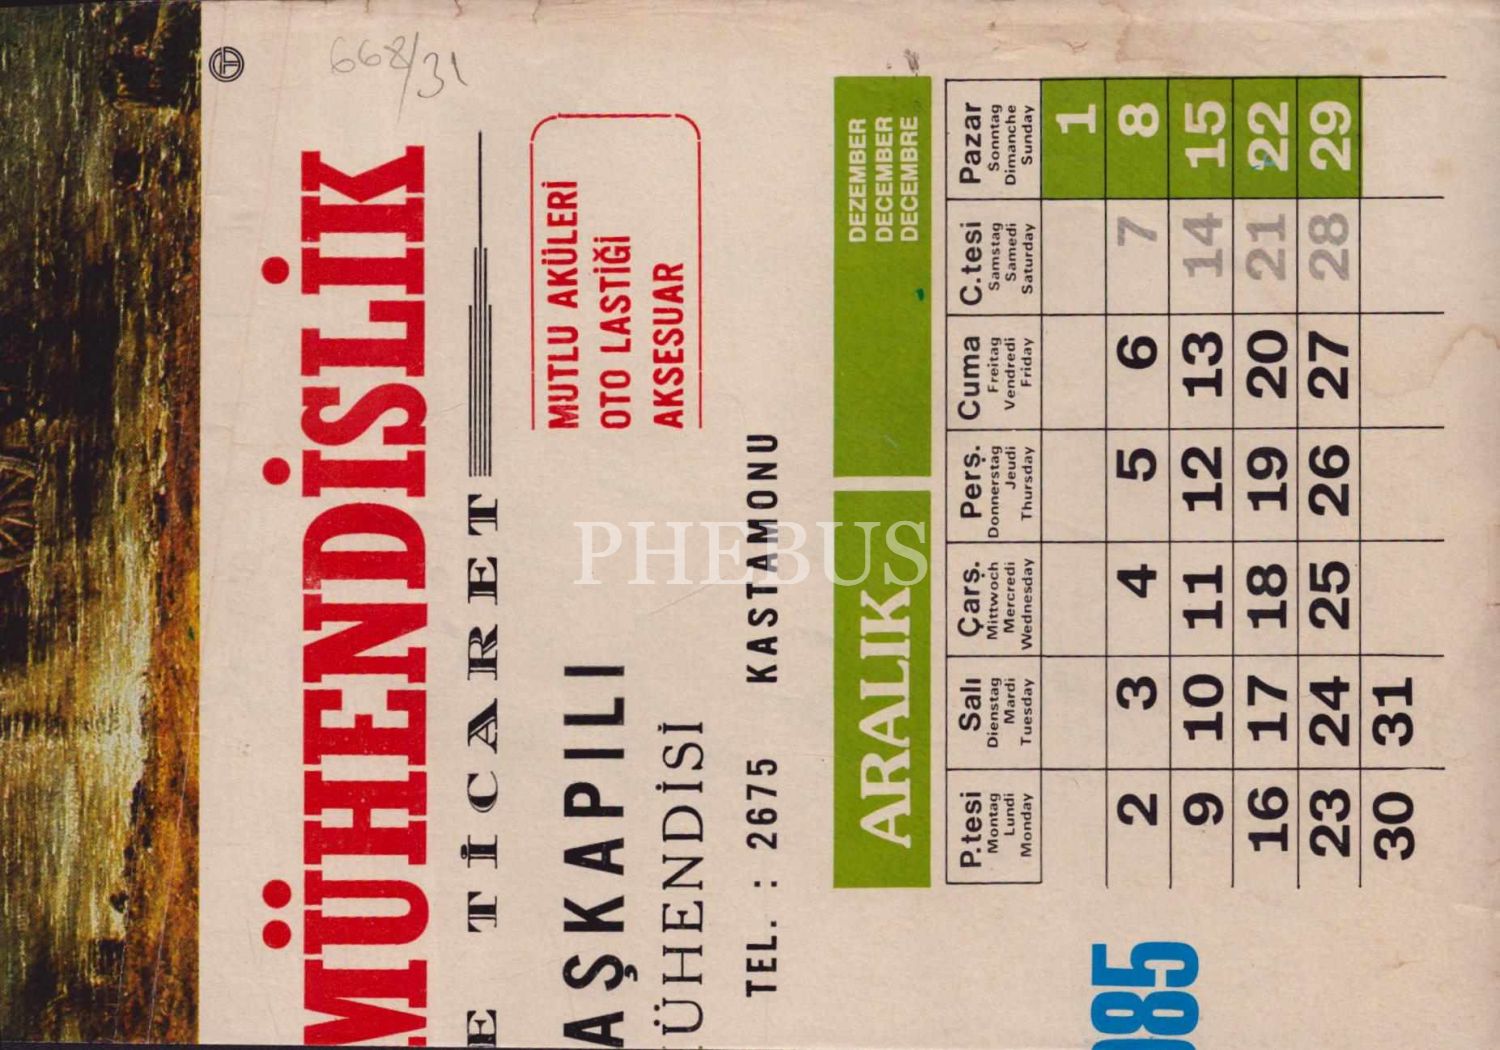 668/31
MÜHENDİSLİK
E TİCARET
AŞKAPILI
ÜHENDİSİ
TEL. : 2675 KASTAMONU
MUTLU AKÜLERİ
OTO LASTİĞİ
AKSESUAR
PHEBUS
ARALIK
DEZEMBER
DECEMBER
DECEMBRE
985
P.tesi Salı Çarş. Perş. Cuma C.tesi Pazar
Montag Dienstag Mittwoch Donnerstag Freitag Samstag Sonntag
Lundi Mardi Mercredi Jeudi Vendredi Samedi Dimanche
Monday Tuesday Wednesday Thursday Friday Saturday Sunday
1
2 3 4 5 6 7 8
9 10 11 12 13 14 15
16 17 18 19 20 21 22
23 24 25 26 27 28 29
30 31